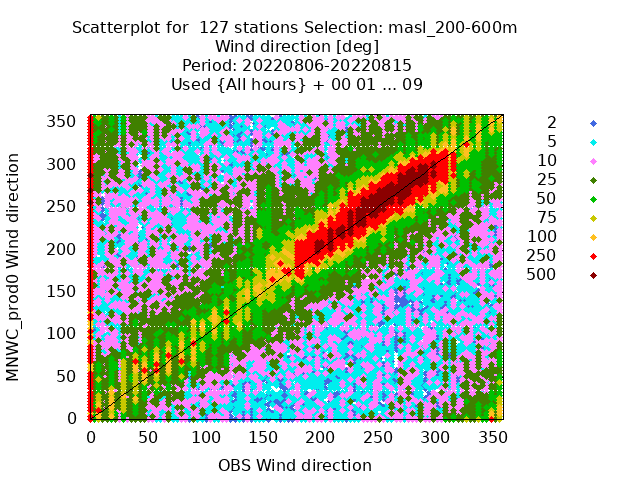 Scatterplot for  127 stations Selection: masl_200-600m
Wind direction [deg]
Period: 20220806-20220815
Used {All hours} + 00 01 ... 09
MNWC_prod0 Wind direction
350
300
250
200
150
100
50
0
0 50 100 150 200 250 300 350
OBS Wind direction
2
5
10
25
50
75
100
250
500